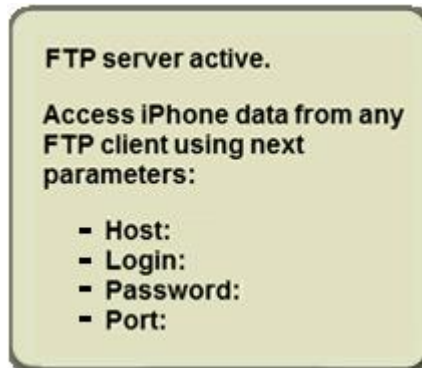 FTP server active.
Access iPhone data from any
FTP client using next
parameters:
- Host:
- Login:
- Password:
- Port: